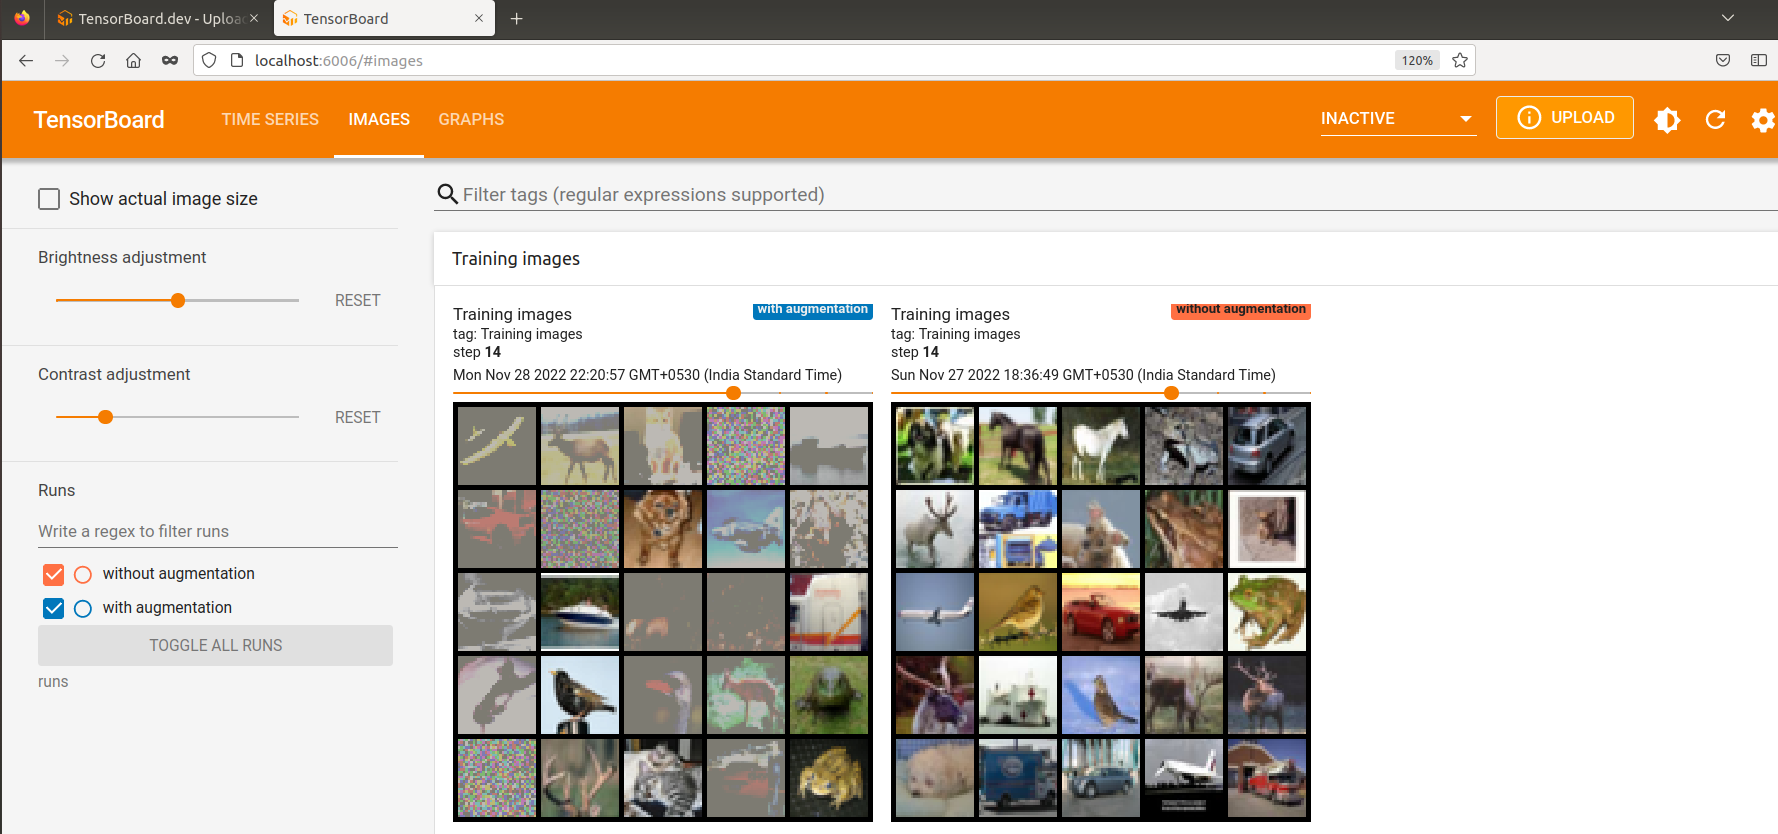 TensorBoard.dev - Uploa
TensorBoard
localhost:6006/#images
120%
TensorBoard
TIME SERIES
IMAGES
GRAPHS
INACTIVE
UPLOAD
Show actual image size
Filter tags (regular expressions supported)
Brightness adjustment
RESET
Contrast adjustment
RESET
Runs
Write a regex to filter runs
without augmentation
with augmentation
TOGGLE ALL RUNS
runs
Training images
Training images
with augmentation
tag: Training images
step 14
Mon Nov 28 2022 22:20:57 GMT+0530 (India Standard Time)
Training images
without augmentation
tag: Training images
step 14
Sun Nov 27 2022 18:36:49 GMT+0530 (India Standard Time)